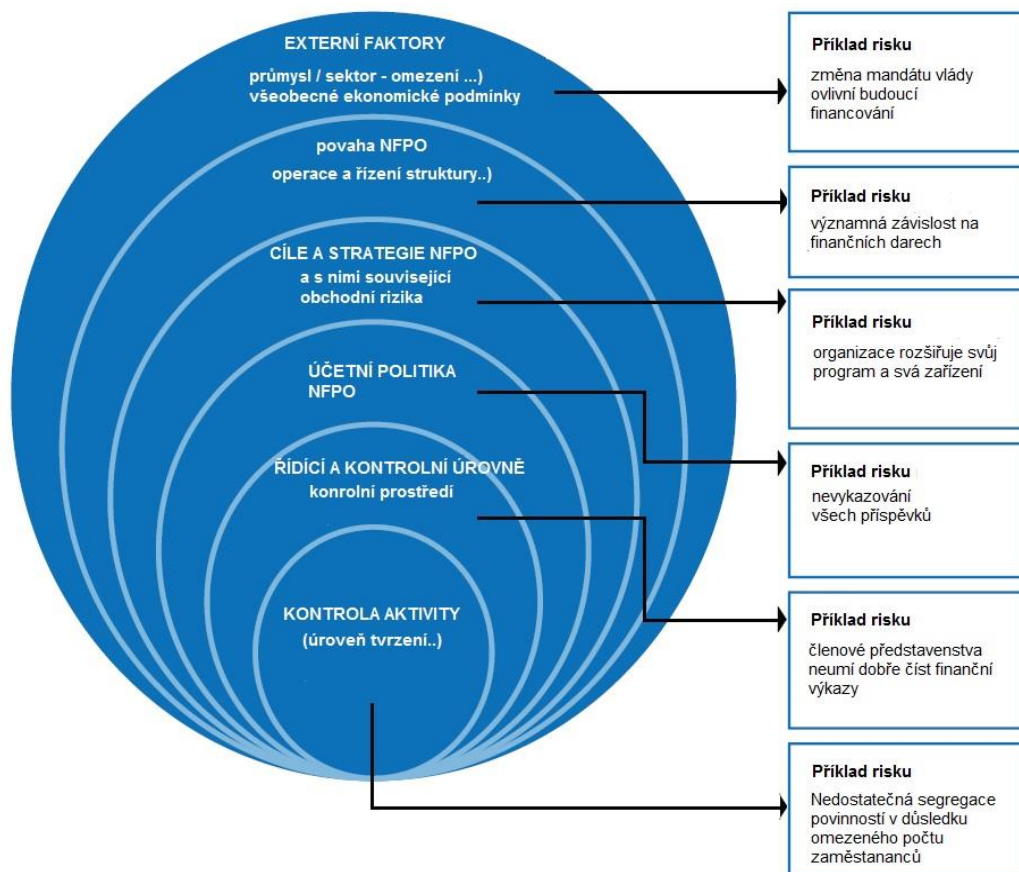 EXTERNÍ FAKTORY
průmysl / sektor - omezení ...)
všeobecné ekonomické podmínky
povaha NFPO
operace a řízení struktury..)
CÍLE A STRATEGIE NFPO
a s nimi související
obchodní rizika
ÚČETNÍ POLITIKA
NFPO
ŘÍDÍCÍ A KONTROLNÍ ÚROVNĚ
konrolní prostředí
KONTROLA AKTIVITY
(úroveň tvrzení..)
Příklad risku
změna mandátu vlády
ovlivní budoucí
financování
Příklad risku
významná závislost na
finančních darech
Příklad risku
organizace rozšiřuje svůj
program a svá zařízení
Příklad risku
nevykazování
všech příspěvků
Příklad risku
členové představenstva
neumí dobře číst finanční
výkazy
Příklad risku
Nedostatečná segregace
povinností v důsledku
omezeného počtu
zaměstananců